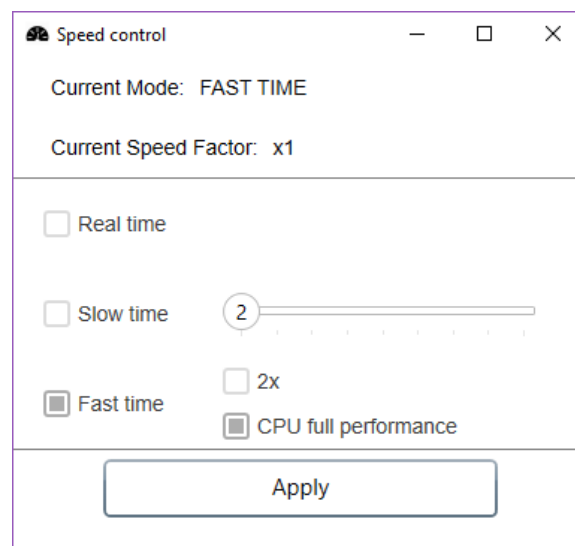 Speed control
Current Mode: FAST TIME
Current Speed Factor: x1
Real time
Slow time 2
2x
Fast time
CPU full performance
Apply